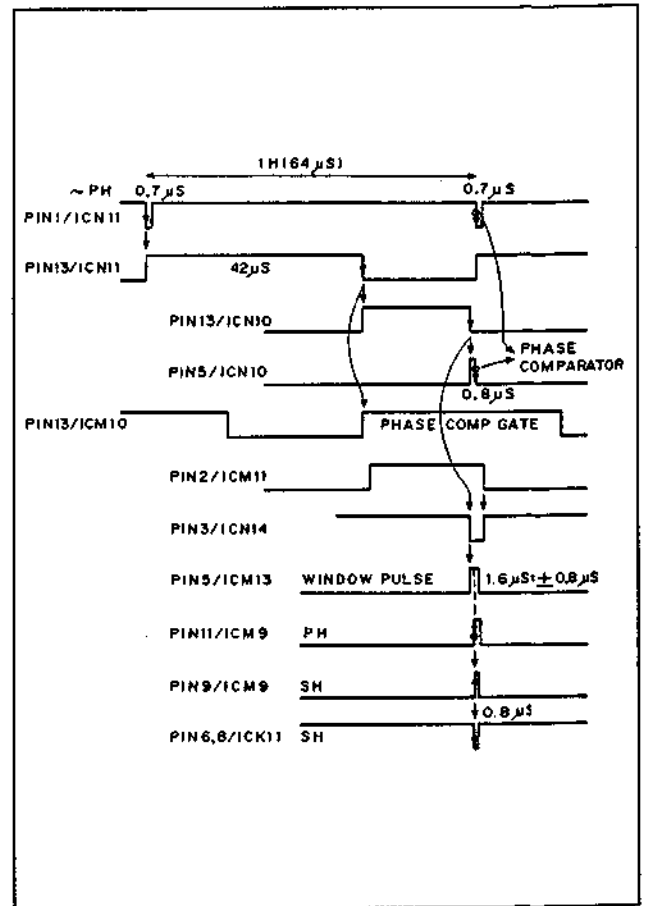 1H(64µS)
~PH 0.7µS 0.7µS
PIN1/ICN11
PIN13/ICN11 42µS
PIN13/ICN10
PHASE
COMPARATOR
PIN5/ICN10
0.8µS
PIN13/ICM10 PHASE COMP GATE
PIN2/ICM11
PIN3/ICN14
PIN5/ICM13 WINDOW PULSE 1.6µS±0.8µS
PIN11/ICM9 PH
PIN9/ICM9 SH
0.8µS
PIN6,8/ICK11 SH